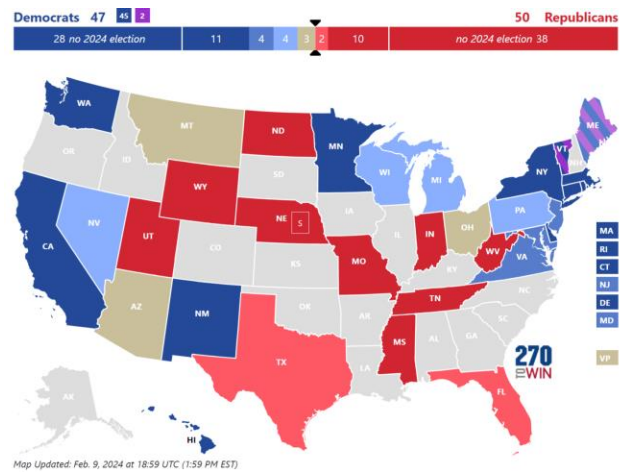 Democrats 47 45 2 50 Republicans
28 no 2024 election 11 4 4 3 2 10 no 2024 election 38
WA
OR
ID
MT
ND
MN
SD
WY
NE
S
IA
WI
MI
NY
VT
NH
ME
PA
OH
IN
IL
NV
UT
CO
KS
MO
KY
WV
VA
CA
AZ
NM
OK
AR
TN
NC
SC
MS
AL
GA
TX
LA
FL
AK
HI
MA
RI
CT
NJ
DE
MD
VP
270
TO WIN
Map Updated: Feb. 9, 2024 at 18:59 UTC (1:59 PM EST)